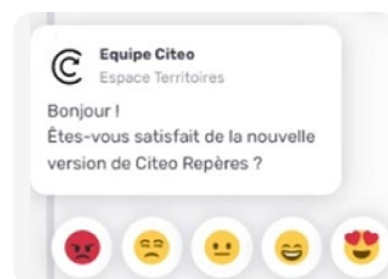 Equipe Citeo
Espace Territoires
Bonjour !
Êtes-vous satisfait de la nouvelle
version de Citeo Repères ?